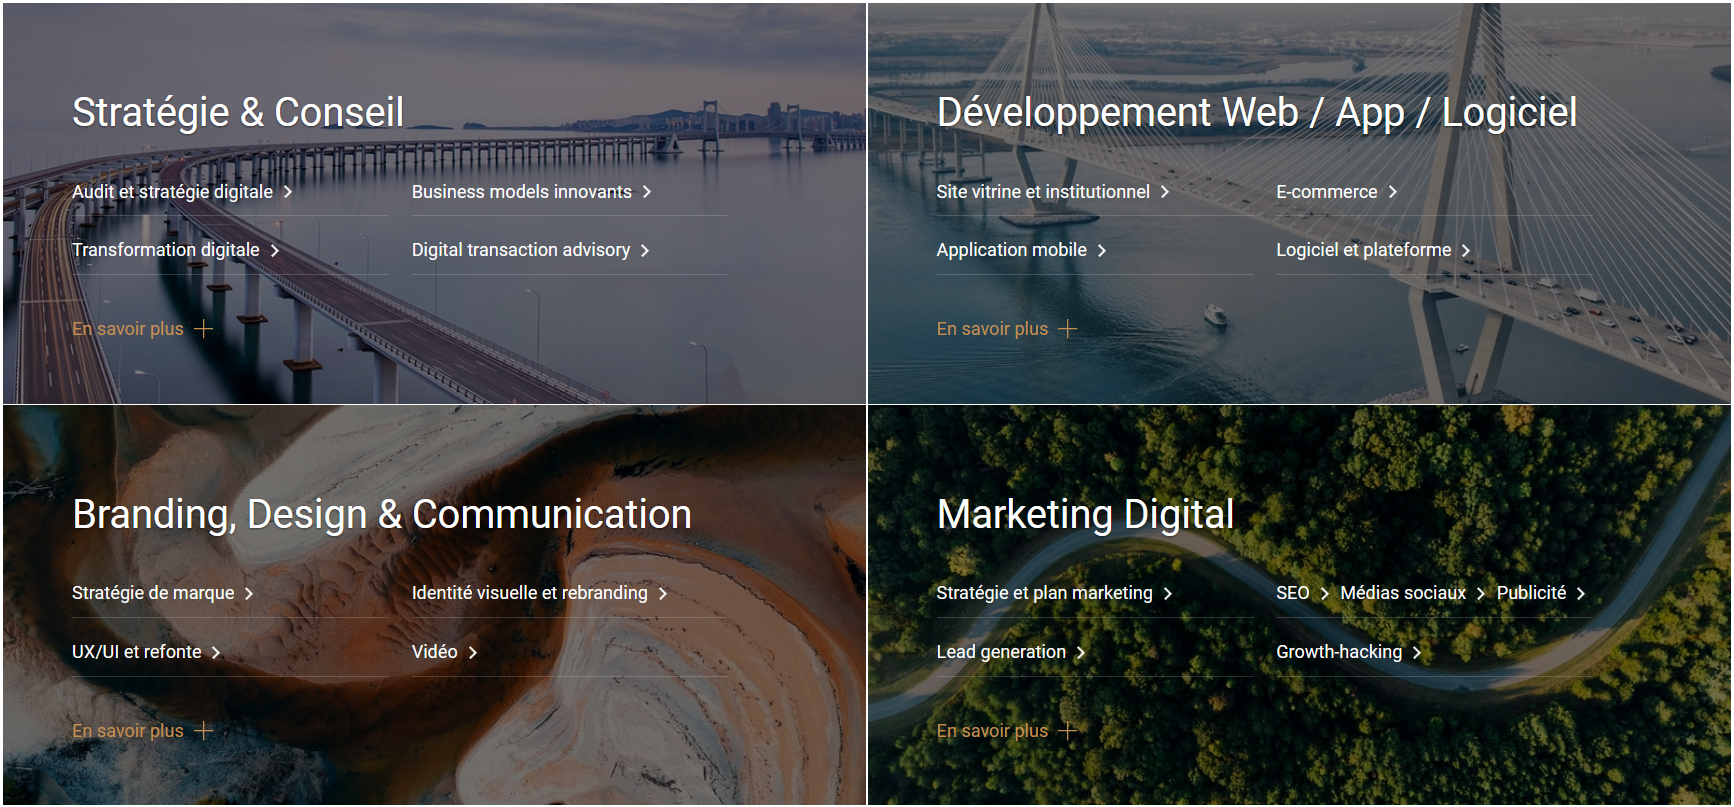 Stratégie & Conseil
Audit et stratégie digitale
Business models innovants
Transformation digitale
Digital transaction advisory
En savoir plus
Développement Web / App / Logiciel
Site vitrine et institutionnel
E-commerce
Application mobile
Logiciel et plateforme
En savoir plus
Branding, Design & Communication
Stratégie de marque
Identité visuelle et rebranding
UX/UI et refonte
Vidéo
En savoir plus
Marketing Digital
Stratégie et plan marketing
SEO > Médias sociaux > Publicité >
Lead generation
Growth-hacking
En savoir plus